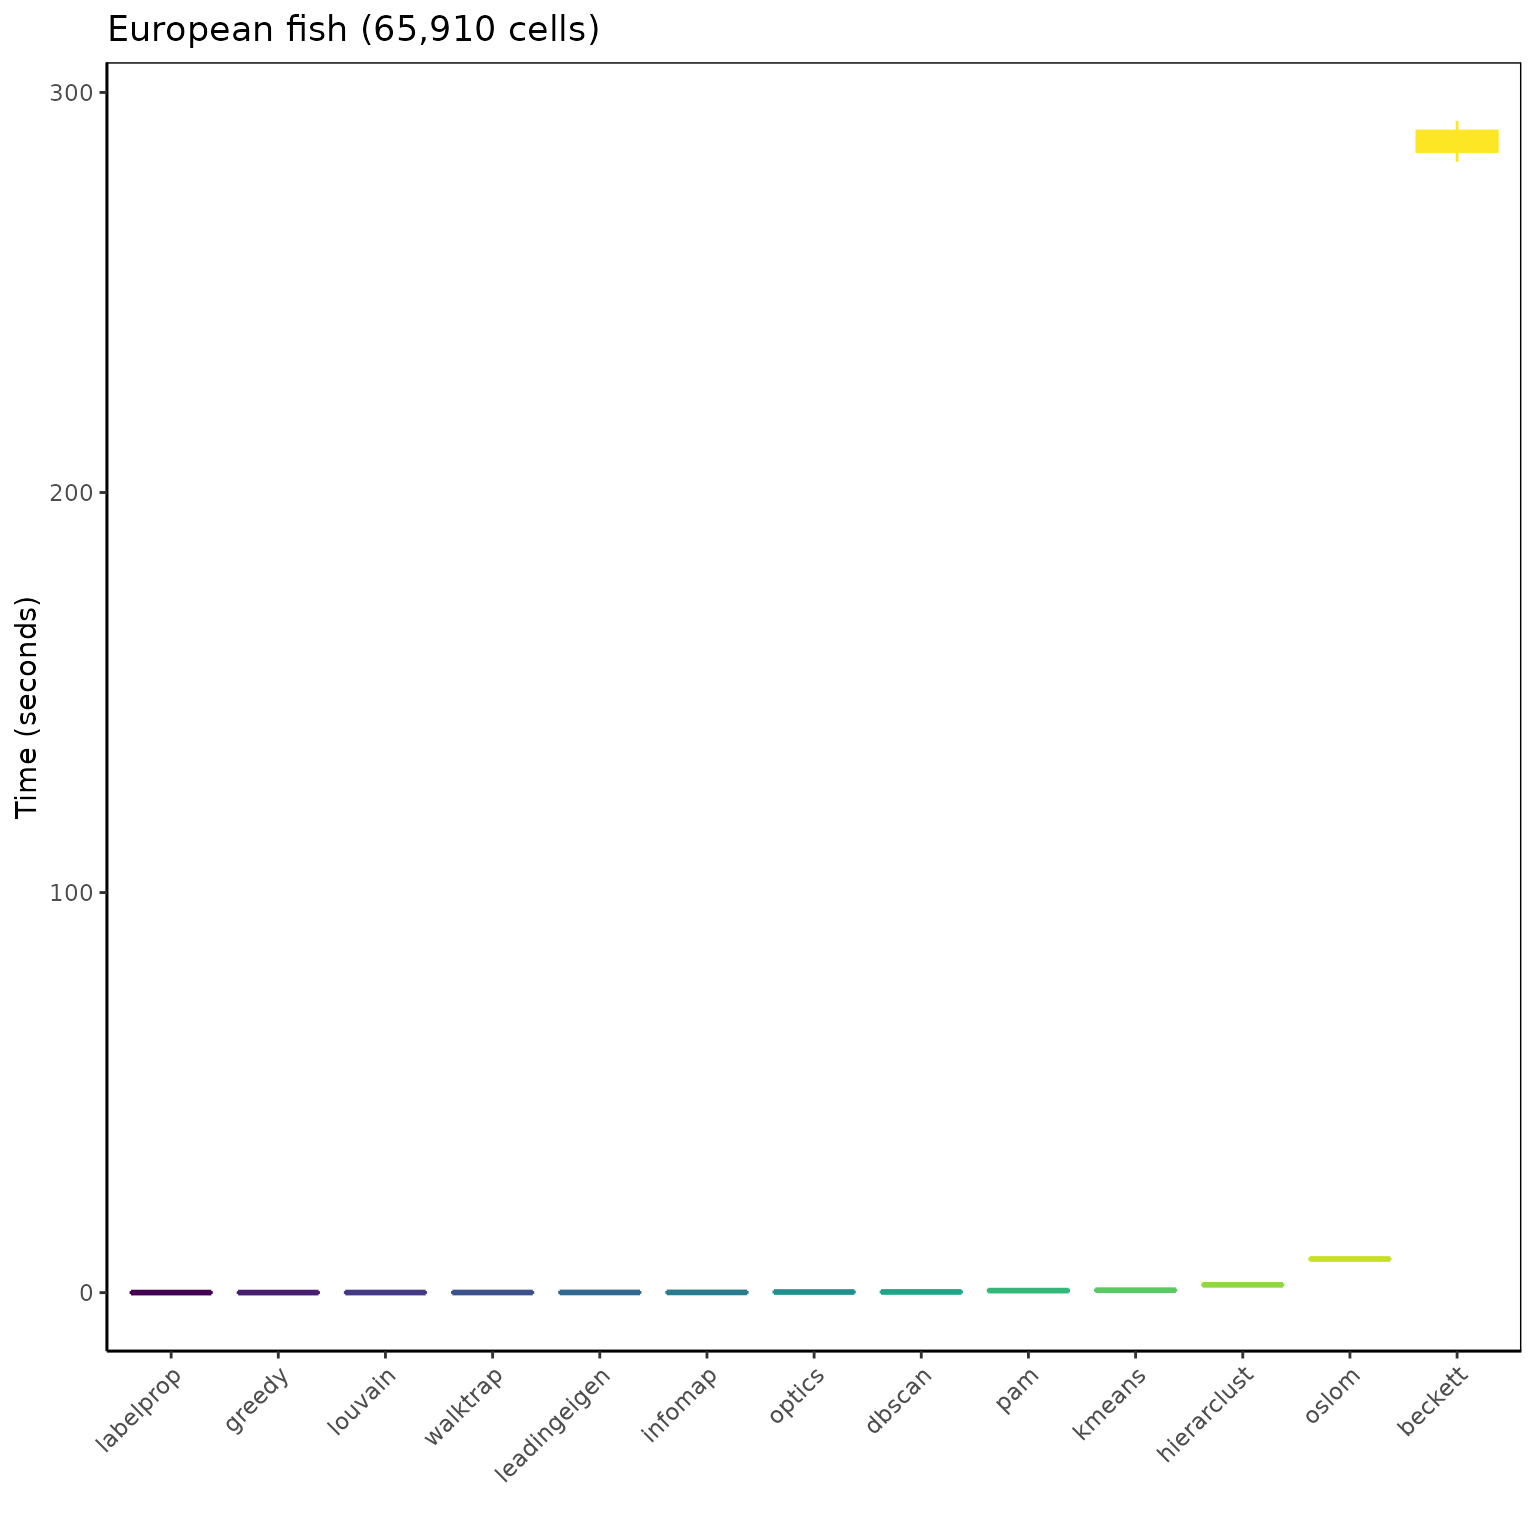 European fish (65,910 cells)
Time (seconds)
300
200
100
0
labelprop
greedy
louvain
walktrap
leadingeigen
infomap
optics
dbscan
pam
kmeans
hierarclust
oslom
beckett